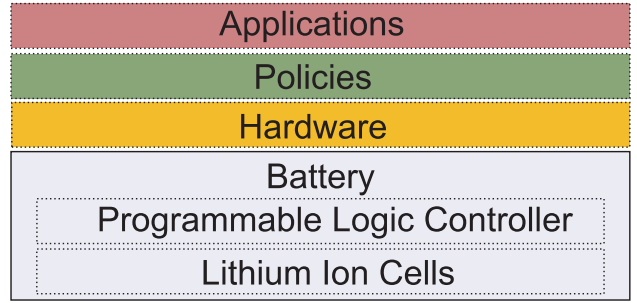 Applications
Policies
Hardware
Battery
Programmable Logic Controller
Lithium Ion Cells